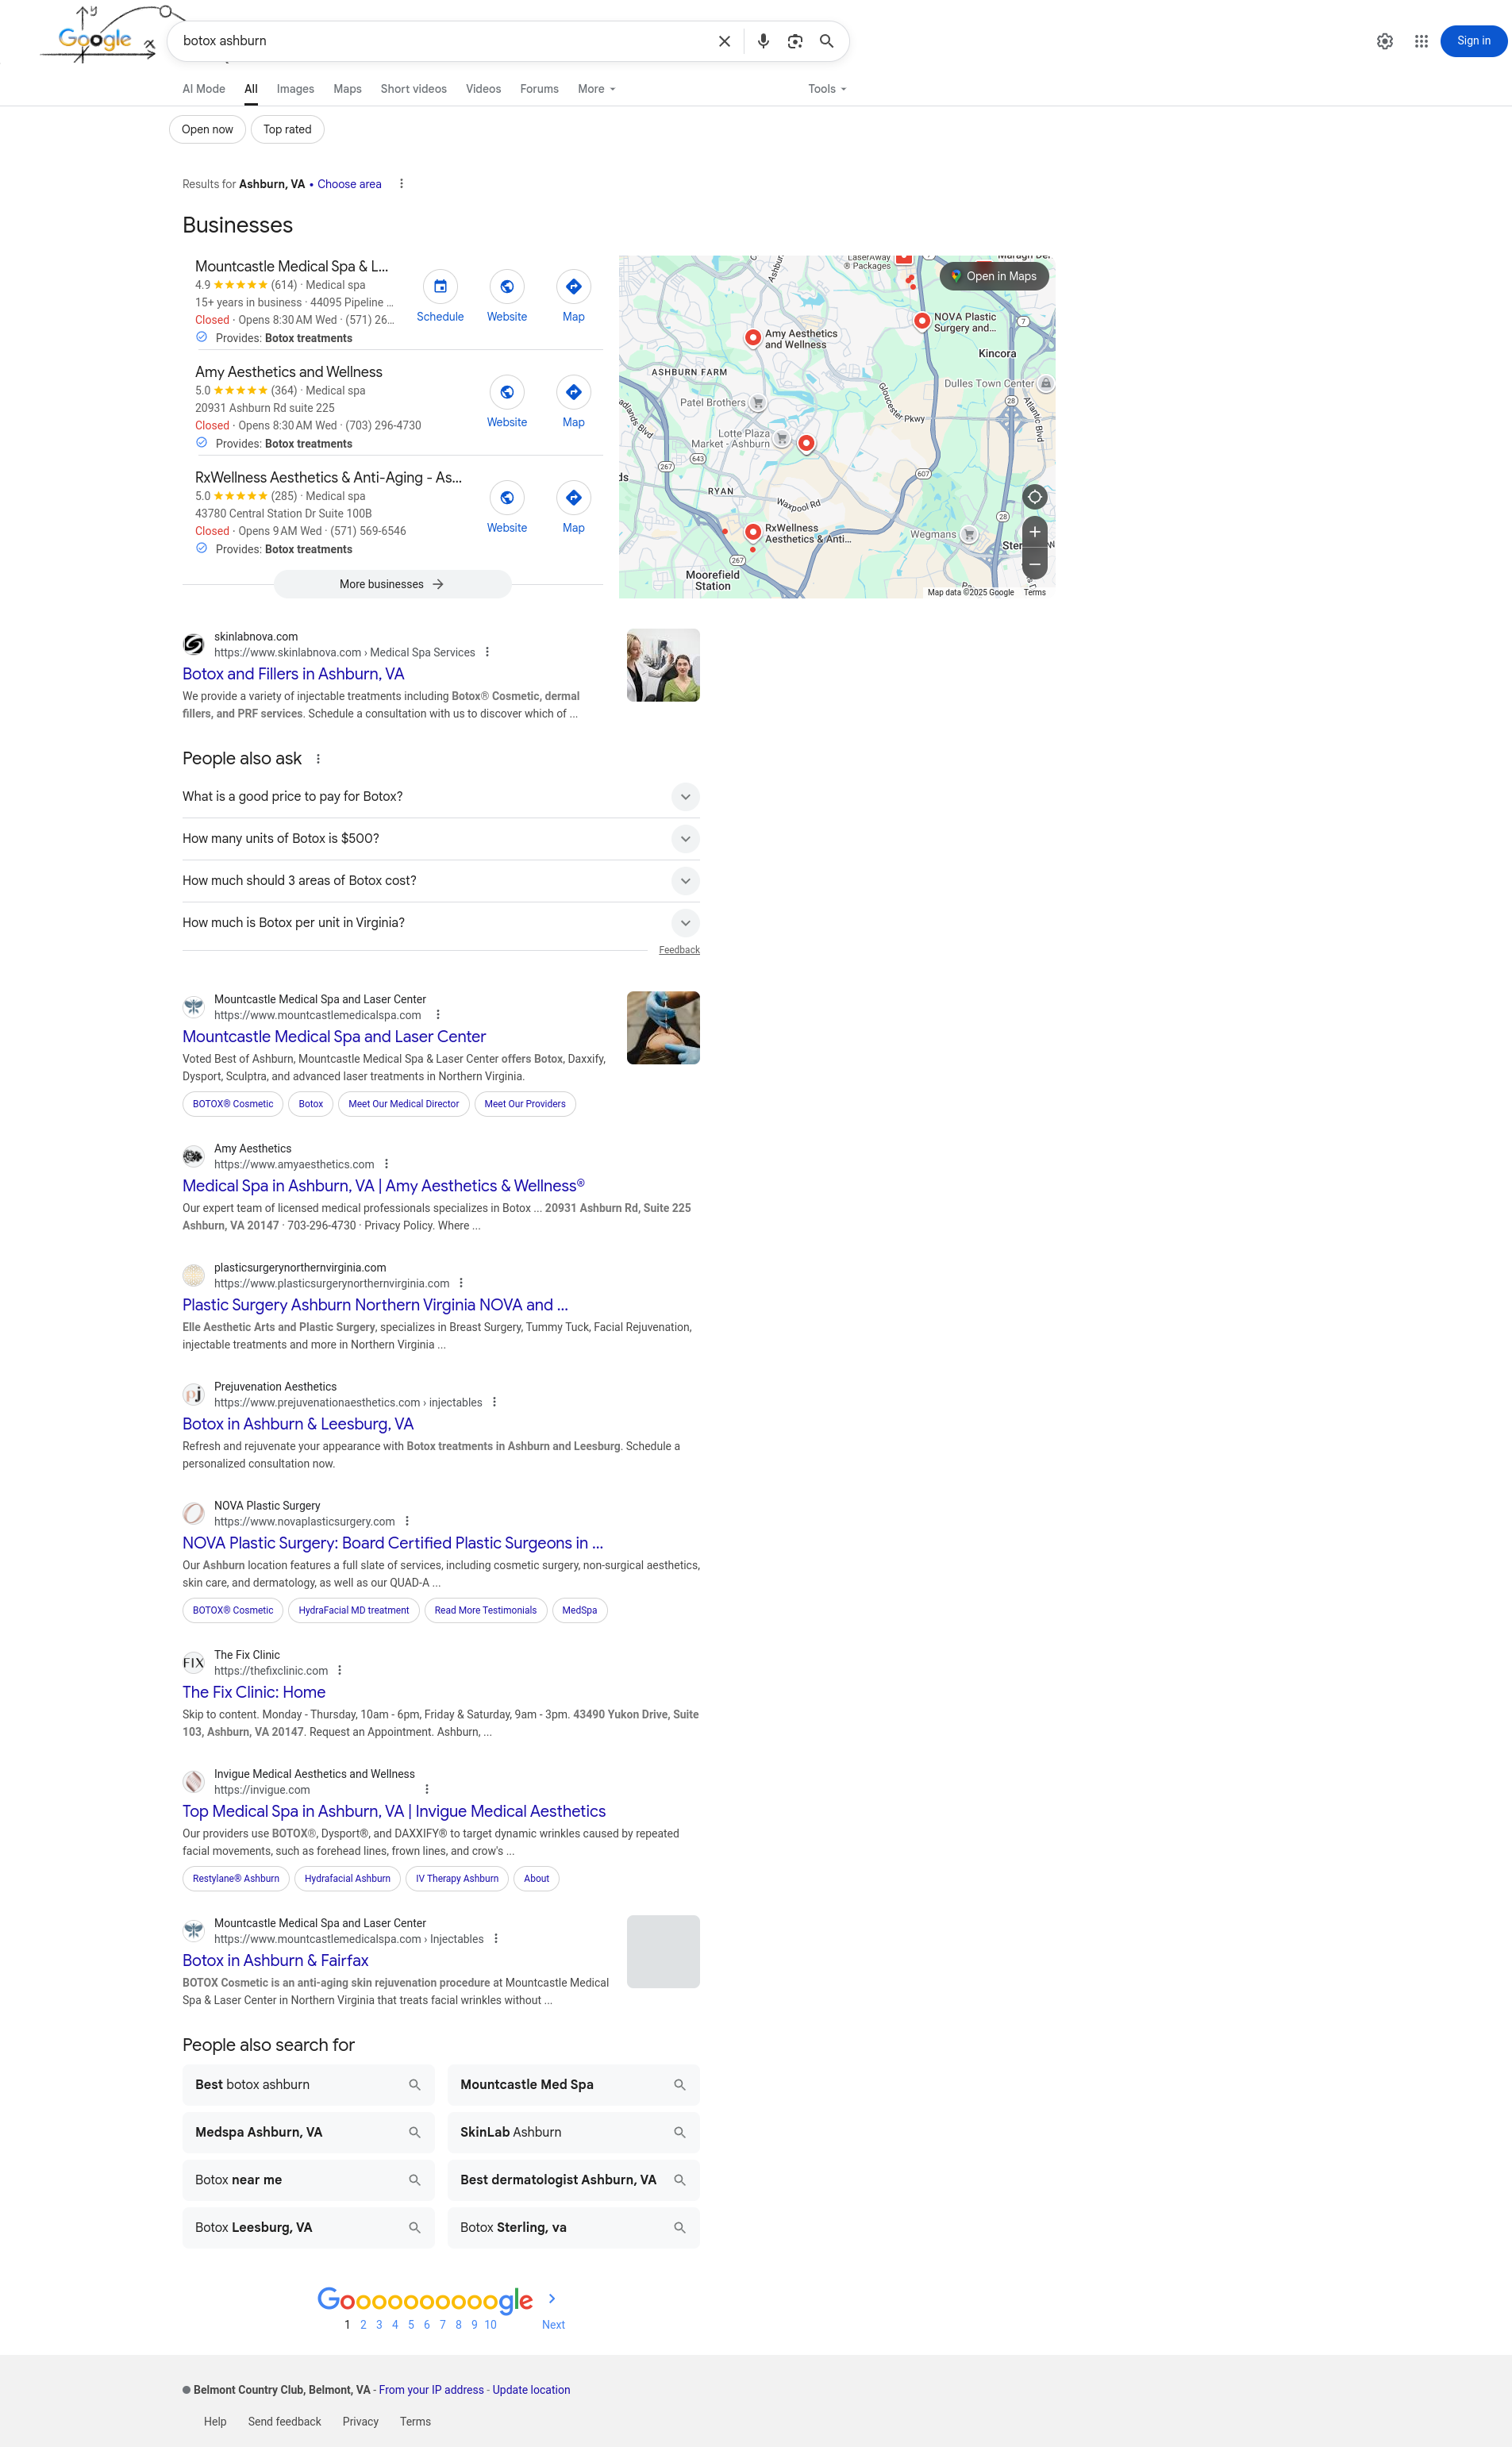 y
Google
x
botox ashburn
Sign in
AI Mode
All
Images
Maps
Short videos
Videos
Forums
More
Tools
Open now
Top rated
Results for Ashburn, VA • Choose area
Businesses
Mountcastle Medical Spa & L...
4.9 (614) · Medical spa
15+ years in business · 44095 Pipeline ...
Closed · Opens 8:30 AM Wed · (571) 26...
Provides: Botox treatments
Schedule
Website
Map
Amy Aesthetics and Wellness
5.0 (364) · Medical spa
20931 Ashburn Rd suite 225
Closed · Opens 8:30 AM Wed · (703) 296-4730
Provides: Botox treatments
Website
Map
RxWellness Aesthetics & Anti-Aging - As...
5.0 (285) · Medical spa
43780 Central Station Dr Suite 100B
Closed · Opens 9 AM Wed · (571) 569-6546
Provides: Botox treatments
Website
Map
More businesses
LaserAway
® Packages
Open in Maps
NOVA Plastic
Surgery and...
Amy Aesthetics
and Wellness
7
Kincora
ASHBURN FARM
Dulles Town Center
Patel Brothers
Gloucester Pkwy
28
Atlantic Blvd
Lotte Plaza
Market - Ashburn
643
267
607
RYAN
Waxpool Rd
28
RxWellness
Aesthetics & Anti...
Wegmans
267
Moorefield
Station
Map data ©2025 Google
Terms
skinlabnova.com
https://www.skinlabnova.com › Medical Spa Services
Botox and Fillers in Ashburn, VA
We provide a variety of injectable treatments including Botox® Cosmetic, dermal
fillers, and PRF services. Schedule a consultation with us to discover which of ...
People also ask
What is a good price to pay for Botox?
How many units of Botox is $500?
How much should 3 areas of Botox cost?
How much is Botox per unit in Virginia?
Feedback
Mountcastle Medical Spa and Laser Center
https://www.mountcastlemedicalspa.com
Mountcastle Medical Spa and Laser Center
Voted Best of Ashburn, Mountcastle Medical Spa & Laser Center offers Botox, Daxxify,
Dysport, Sculptra, and advanced laser treatments in Northern Virginia.
BOTOX® Cosmetic
Botox
Meet Our Medical Director
Meet Our Providers
Amy Aesthetics
https://www.amyaesthetics.com
Medical Spa in Ashburn, VA | Amy Aesthetics & Wellness®
Our expert team of licensed medical professionals specializes in Botox ... 20931 Ashburn Rd, Suite 225
Ashburn, VA 20147 · 703-296-4730 · Privacy Policy. Where ...
plasticsurgerynorthernvirginia.com
https://www.plasticsurgerynorthernvirginia.com
Plastic Surgery Ashburn Northern Virginia NOVA and ...
Elle Aesthetic Arts and Plastic Surgery, specializes in Breast Surgery, Tummy Tuck, Facial Rejuvenation,
injectable treatments and more in Northern Virginia ...
pj
Prejuvenation Aesthetics
https://www.prejuvenationaesthetics.com › injectables
Botox in Ashburn & Leesburg, VA
Refresh and rejuvenate your appearance with Botox treatments in Ashburn and Leesburg. Schedule a
personalized consultation now.
NOVA Plastic Surgery
https://www.novaplasticsurgery.com
NOVA Plastic Surgery: Board Certified Plastic Surgeons in ...
Our Ashburn location features a full slate of services, including cosmetic surgery, non-surgical aesthetics,
skin care, and dermatology, as well as our QUAD-A ...
BOTOX® Cosmetic
HydraFacial MD treatment
Read More Testimonials
MedSpa
FIX
The Fix Clinic
https://thefixclinic.com
The Fix Clinic: Home
Skip to content. Monday - Thursday, 10am - 6pm, Friday & Saturday, 9am - 3pm. 43490 Yukon Drive, Suite
103, Ashburn, VA 20147. Request an Appointment. Ashburn, ...
Invigue Medical Aesthetics and Wellness
https://invigue.com
Top Medical Spa in Ashburn, VA | Invigue Medical Aesthetics
Our providers use BOTOX®, Dysport®, and DAXXIFY® to target dynamic wrinkles caused by repeated
facial movements, such as forehead lines, frown lines, and crow's ...
Restylane® Ashburn
Hydrafacial Ashburn
IV Therapy Ashburn
About
Mountcastle Medical Spa and Laser Center
https://www.mountcastlemedicalspa.com › Injectables
Botox in Ashburn & Fairfax
BOTOX Cosmetic is an anti-aging skin rejuvenation procedure at Mountcastle Medical
Spa & Laser Center in Northern Virginia that treats facial wrinkles without ...
People also search for
Best botox ashburn
Mountcastle Med Spa
Medspa Ashburn, VA
SkinLab Ashburn
Botox near me
Best dermatologist Ashburn, VA
Botox Leesburg, VA
Botox Sterling, va
Goooooooooogle
1 2 3 4 5 6 7 8 9 10 Next
Belmont Country Club, Belmont, VA - From your IP address - Update location
Help
Send feedback
Privacy
Terms